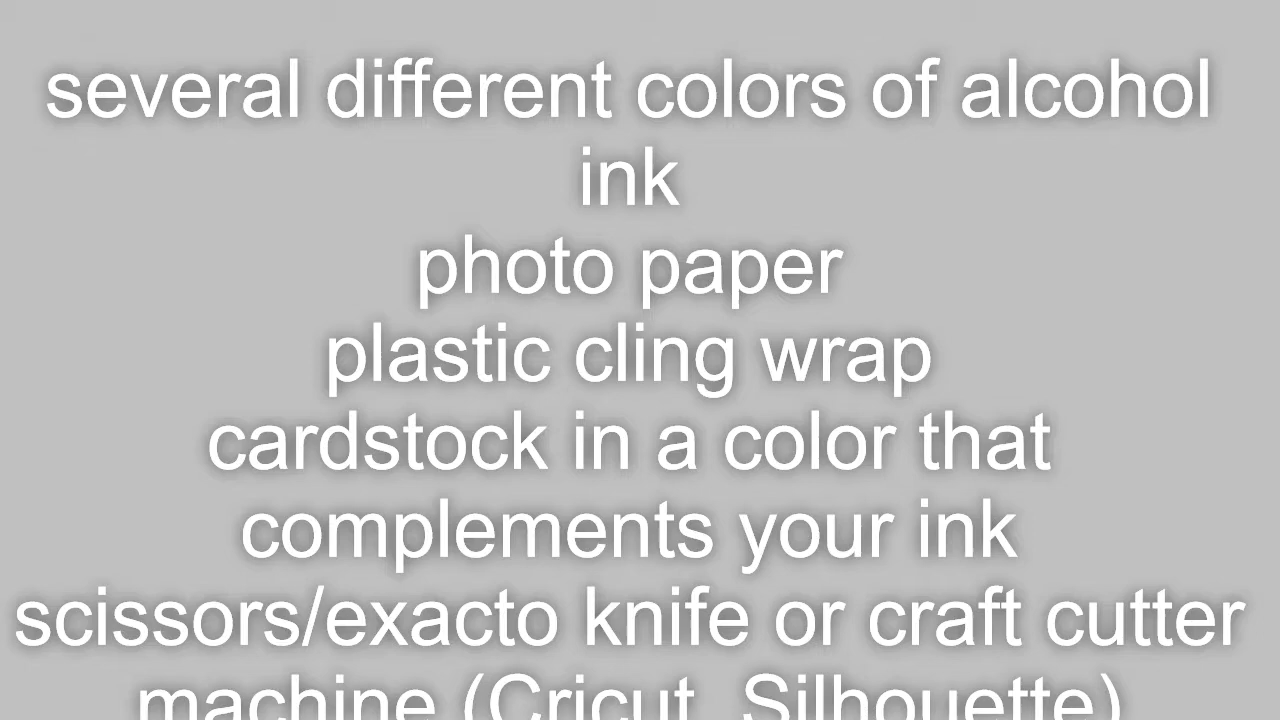 several different colors of alcohol
ink
photo paper
plastic cling wrap
cardstock in a color that
complements your ink
scissors/exacto knife or craft cutter
machine (Cricut, Silhouette)